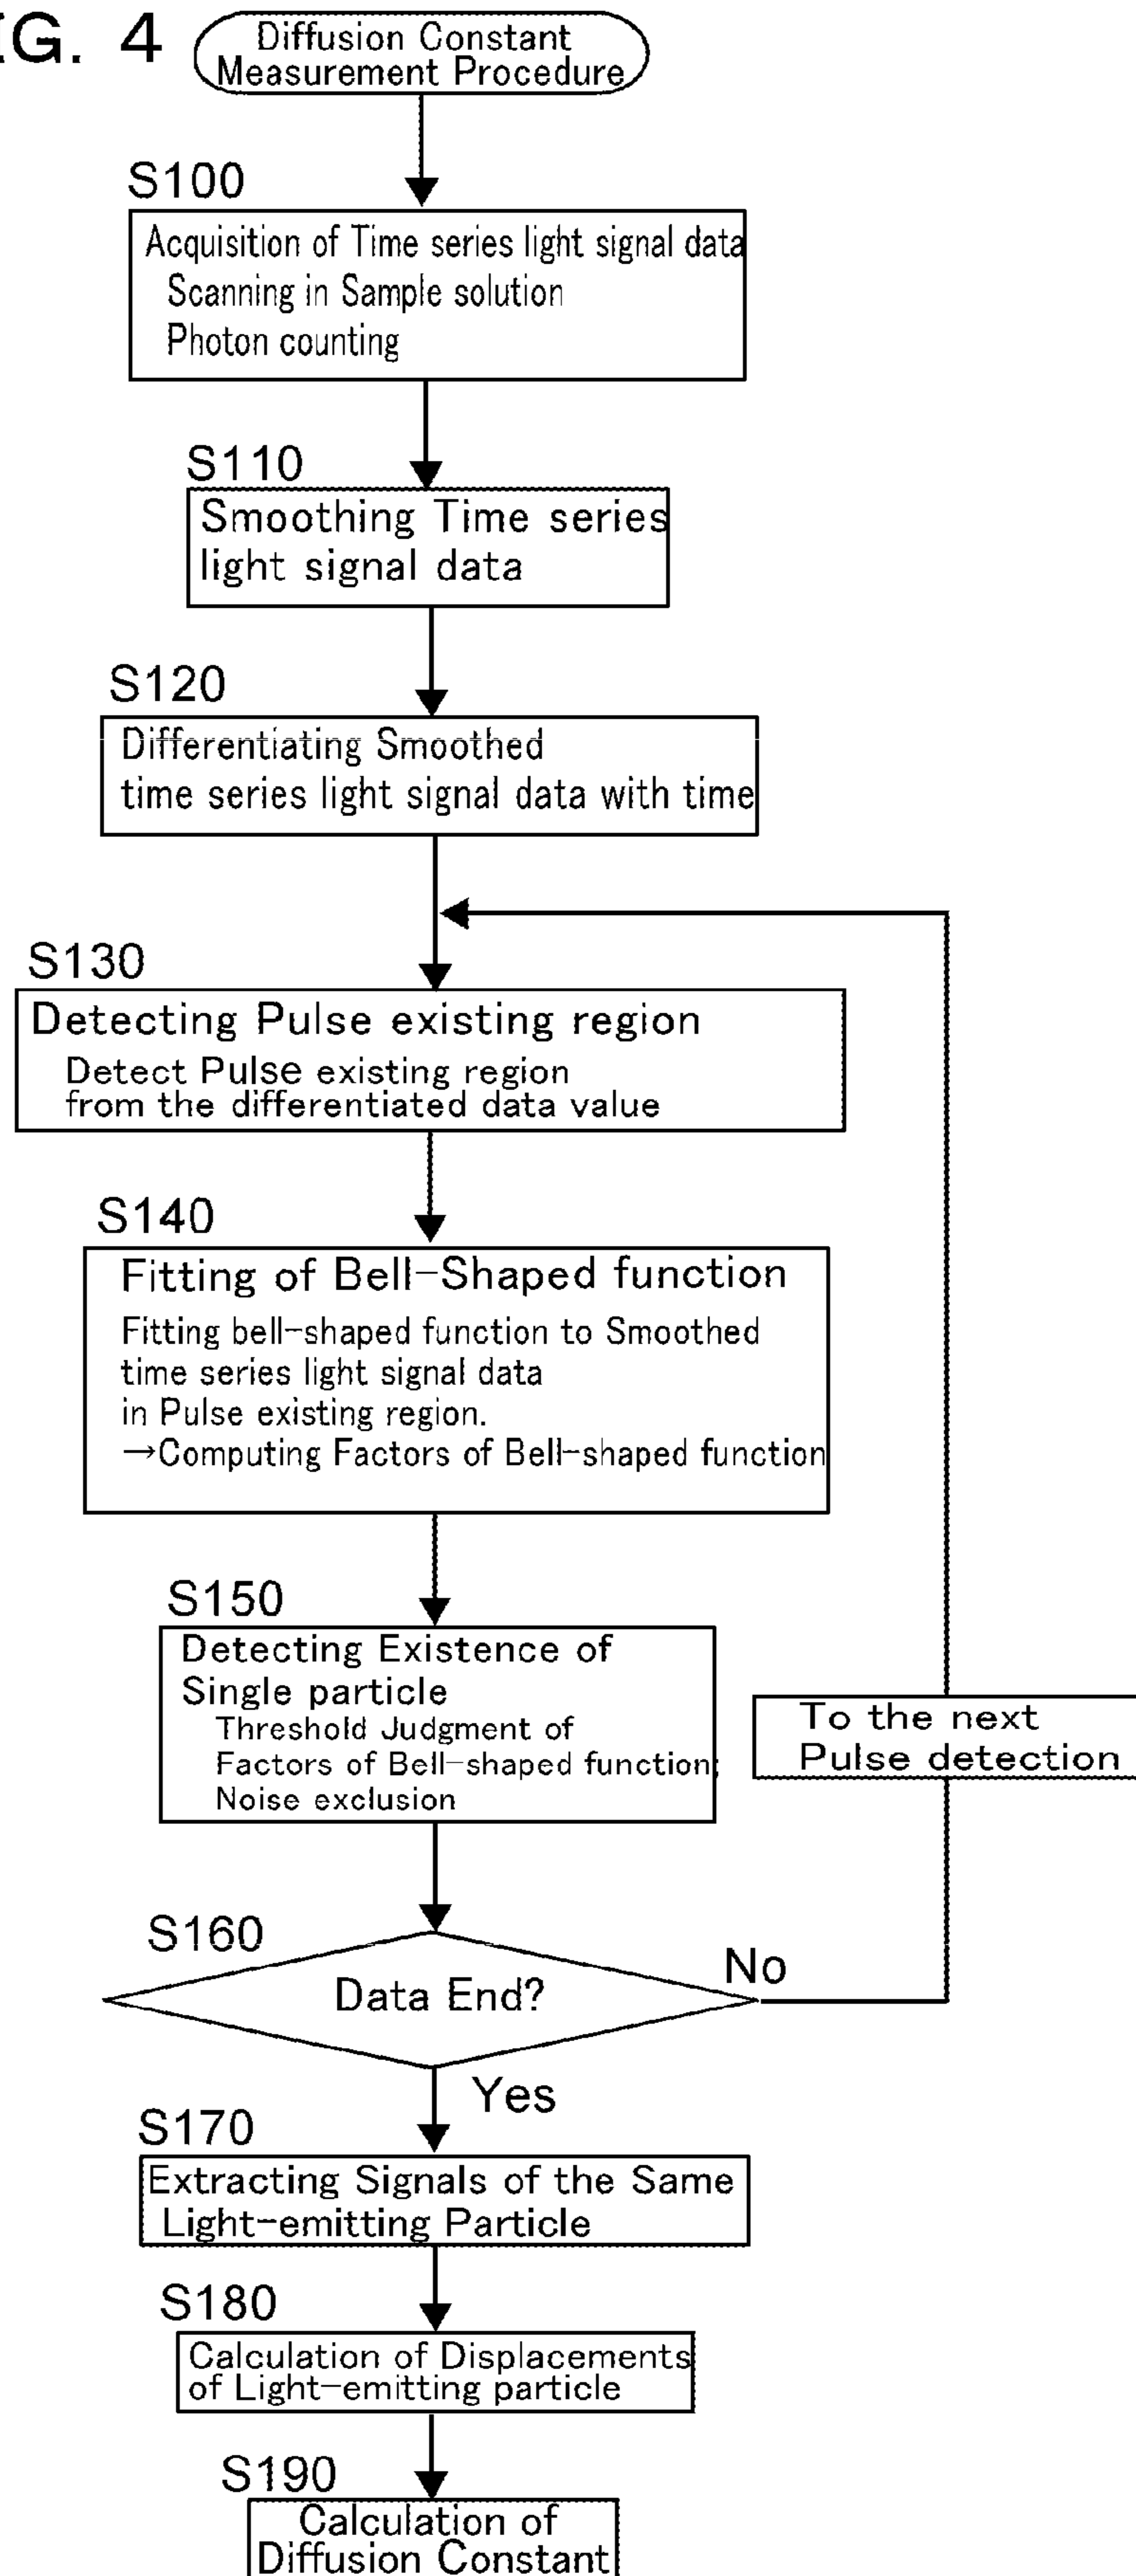 IG. 4
Diffusion Constant
Measurement Procedure
S100
Acquisition of Time series light signal data
Scanning in Sample solution
Photon counting
S110
Smoothing Time series
light signal data
S120
Differentiating Smoothed
time series light signal data with time
S130
Detecting Pulse existing region
Detect Pulse existing region
from the differentiated data value
S140
Fitting of Bell-Shaped function
Fitting bell-shaped function to Smoothed
time series light signal data
in Pulse existing region.
→Computing Factors of Bell-shaped function
S150
Detecting Existence of
Single particle
Threshold Judgment of
Factors of Bell-shaped function;
Noise exclusion
To the next
Pulse detection
S160
Data End?
No
Yes
S170
Extracting Signals of the Same
Light-emitting Particle
S180
Calculation of Displacements
of Light-emitting particle
S190
Calculation of
Diffusion Constant